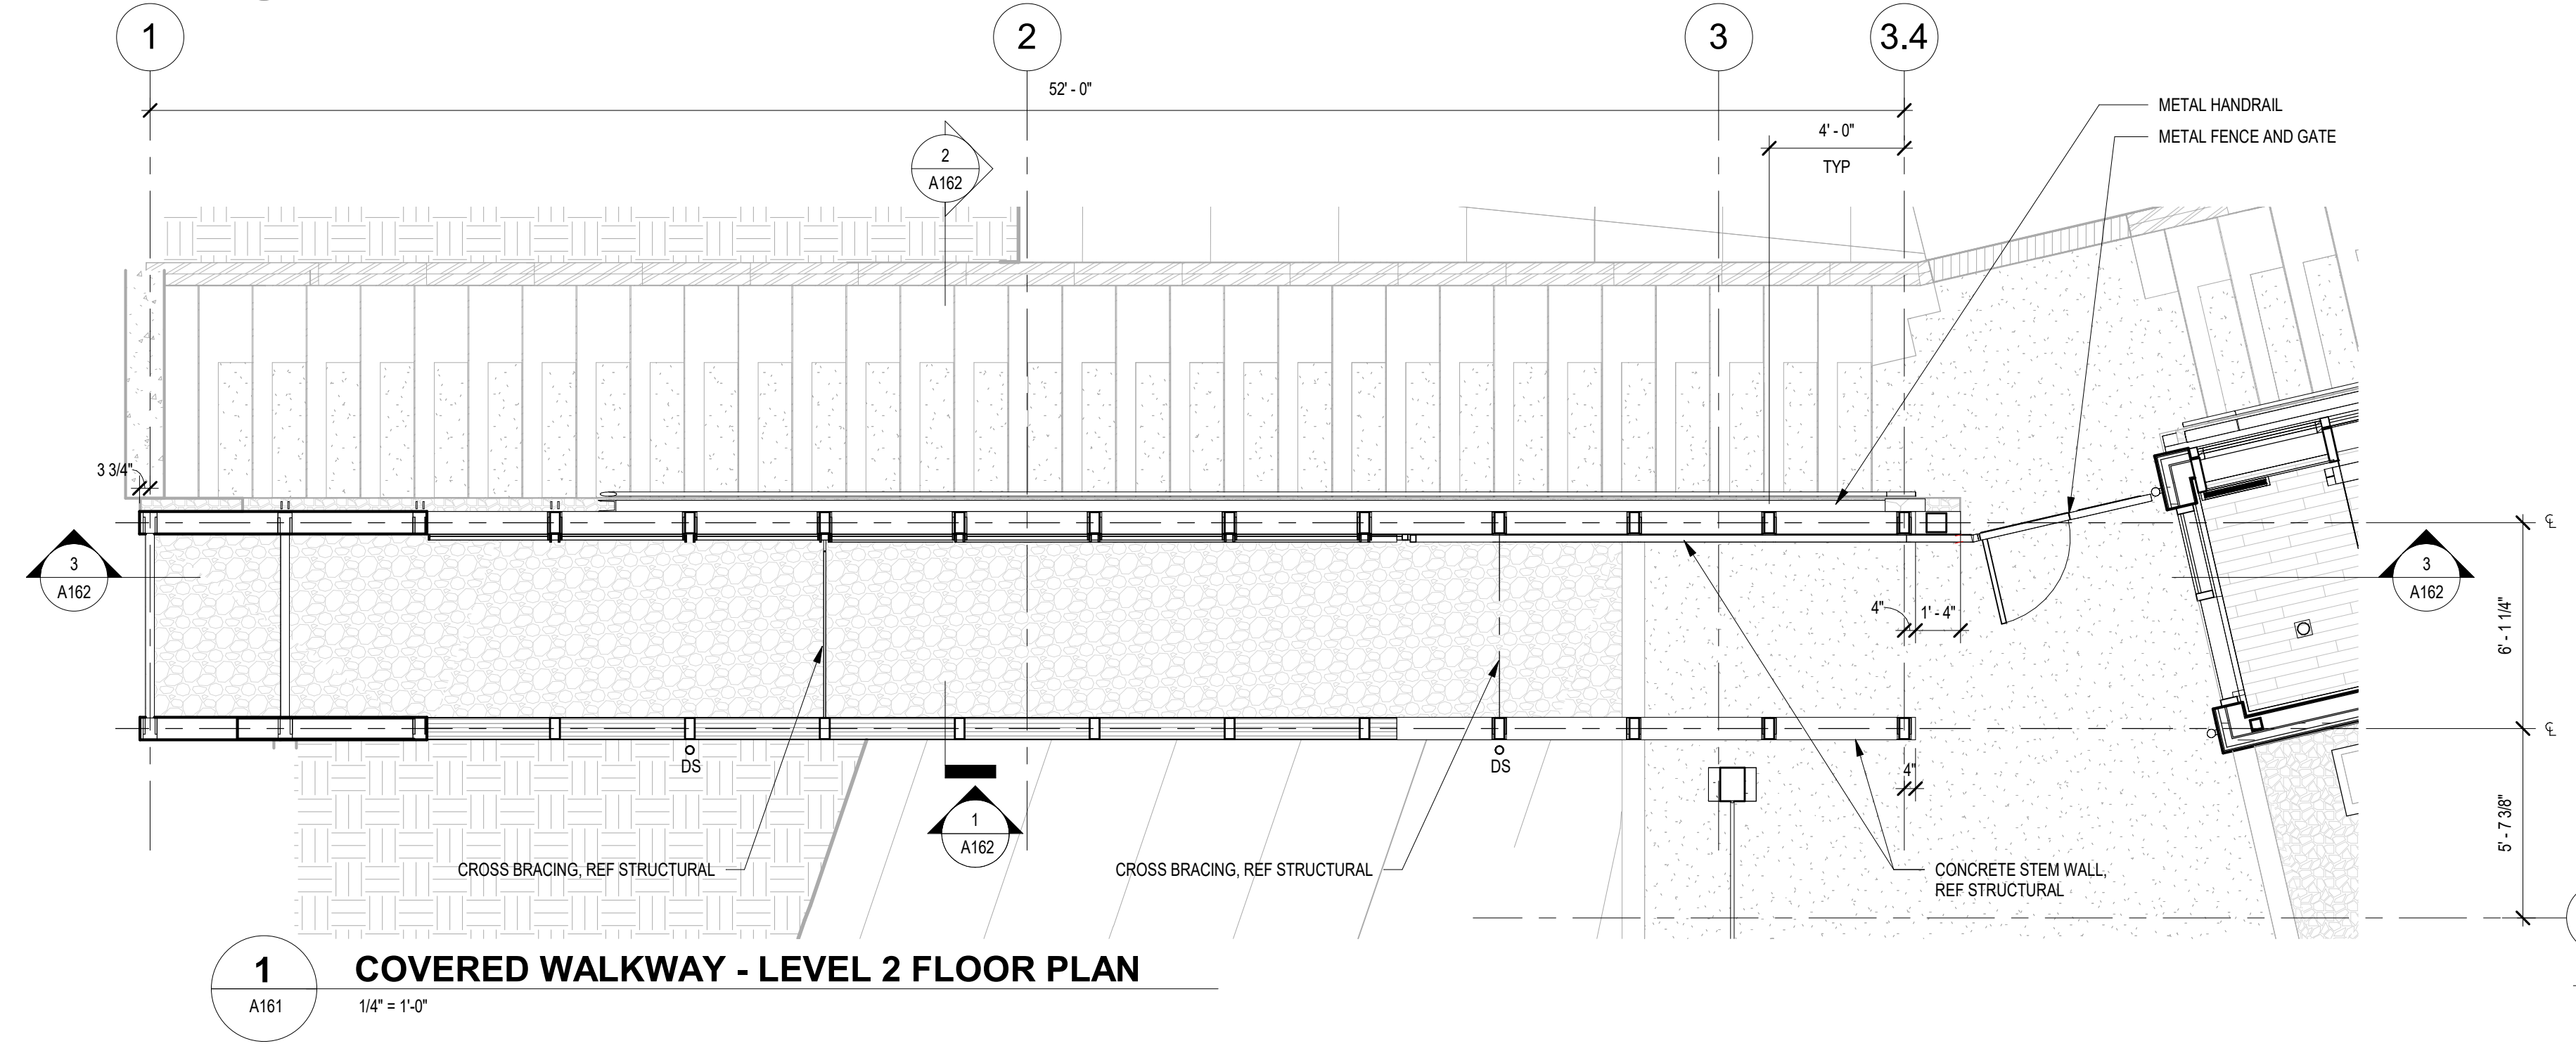 1
2
3
3.4
52' - 0"
4' - 0"
TYP
METAL HANDRAIL
METAL FENCE AND GATE
2
A162
3 3/4"
3
A162
3
A162
4"
1' - 4"
6' - 1 1/4"
DS
DS
4"
5' - 7 3/8"
1
A162
CROSS BRACING, REF STRUCTURAL
CROSS BRACING, REF STRUCTURAL
CONCRETE STEM WALL,
REF STRUCTURAL
1
A161
COVERED WALKWAY - LEVEL 2 FLOOR PLAN
1/4" = 1'-0"